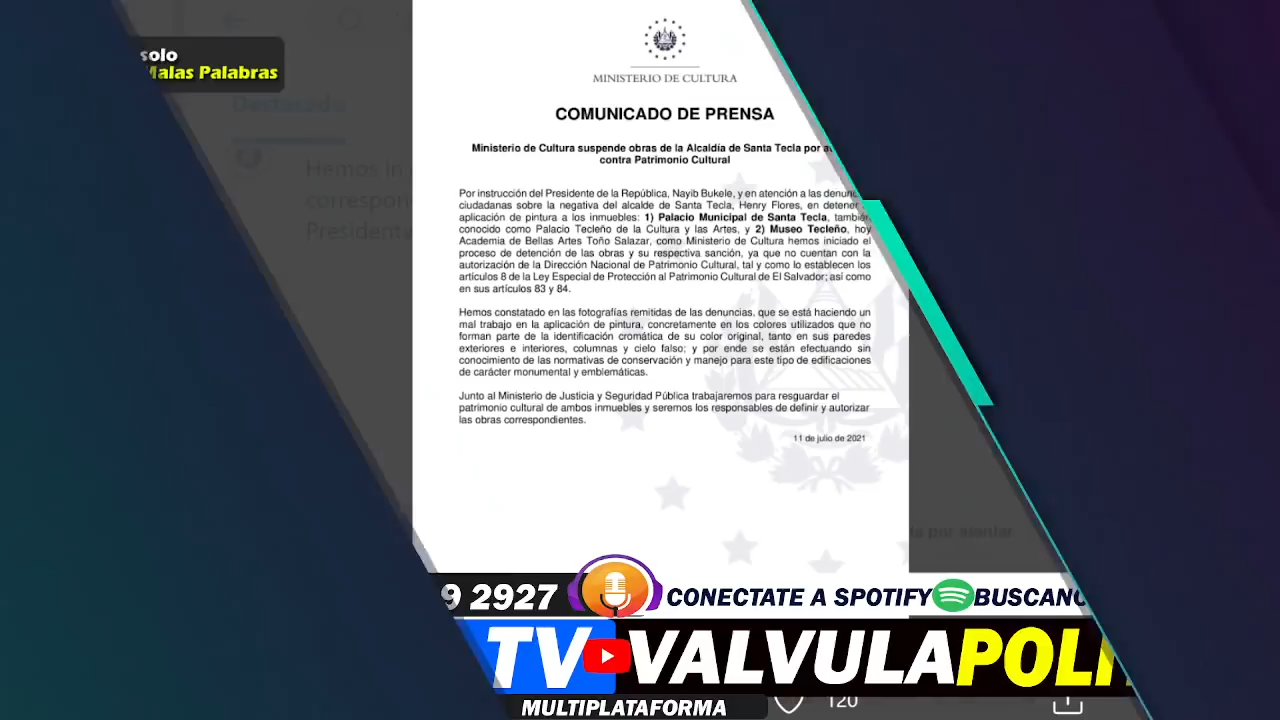 solo
Malas Palabras
Destacado
Hemos in
correspon
Presidenta
MINISTERIO DE CULTURA
COMUNICADO DE PRENSA
Ministerio de Cultura suspende obras de la Alcaldía de Santa Tecla por
contra Patrimonio Cultural
Por instrucción del Presidente de la República, Nayib Bukele, y en atención a las denun
ciudadanas sobre la negativa del alcalde de Santa Tecla, Henry Flores, en detener
aplicación de pintura a los inmuebles: 1) Palacio Municipal de Santa Tecla, también
conocido como Palacio Tecleño de la Cultura y las Artes, y 2) Museo Tecleño, hoy
Academia de Bellas Artes Toño Salazar, como Ministerio de Cultura hemos iniciado el
proceso de detención de las obras y su respectiva sanción, ya que no cuentan con la
autorización de la Dirección Nacional de Patrimonio Cultural, tal y como lo establecen los
artículos 8 de la Ley Especial de Protección al Patrimonio Cultural de El Salvador; así como
en sus artículos 83 y 84.
Hemos constatado en las fotografías remitidas de las denuncias, que se está haciendo un
mal trabajo en la aplicación de pintura, concretamente en los colores utilizados que no
forman parte de la identificación cromática de su color original, tanto en sus paredes
exteriores e interiores, columnas y cielo falso; y por ende se están efectuando sin
conocimiento de las normativas de conservación y manejo para este tipo de edificaciones
de carácter monumental y emblemáticas.
Junto al Ministerio de Justicia y Seguridad Pública trabajaremos para resguardar el
patrimonio cultural de ambos inmuebles y seremos los responsables de definir y autorizar
las obras correspondientes.
11 de julio de 2021
ta por atentar
9 2927 CONECTATE A SPOTIFY BUSCANO
TV VALVULA POLI
MULTIPLATAFORMA
120